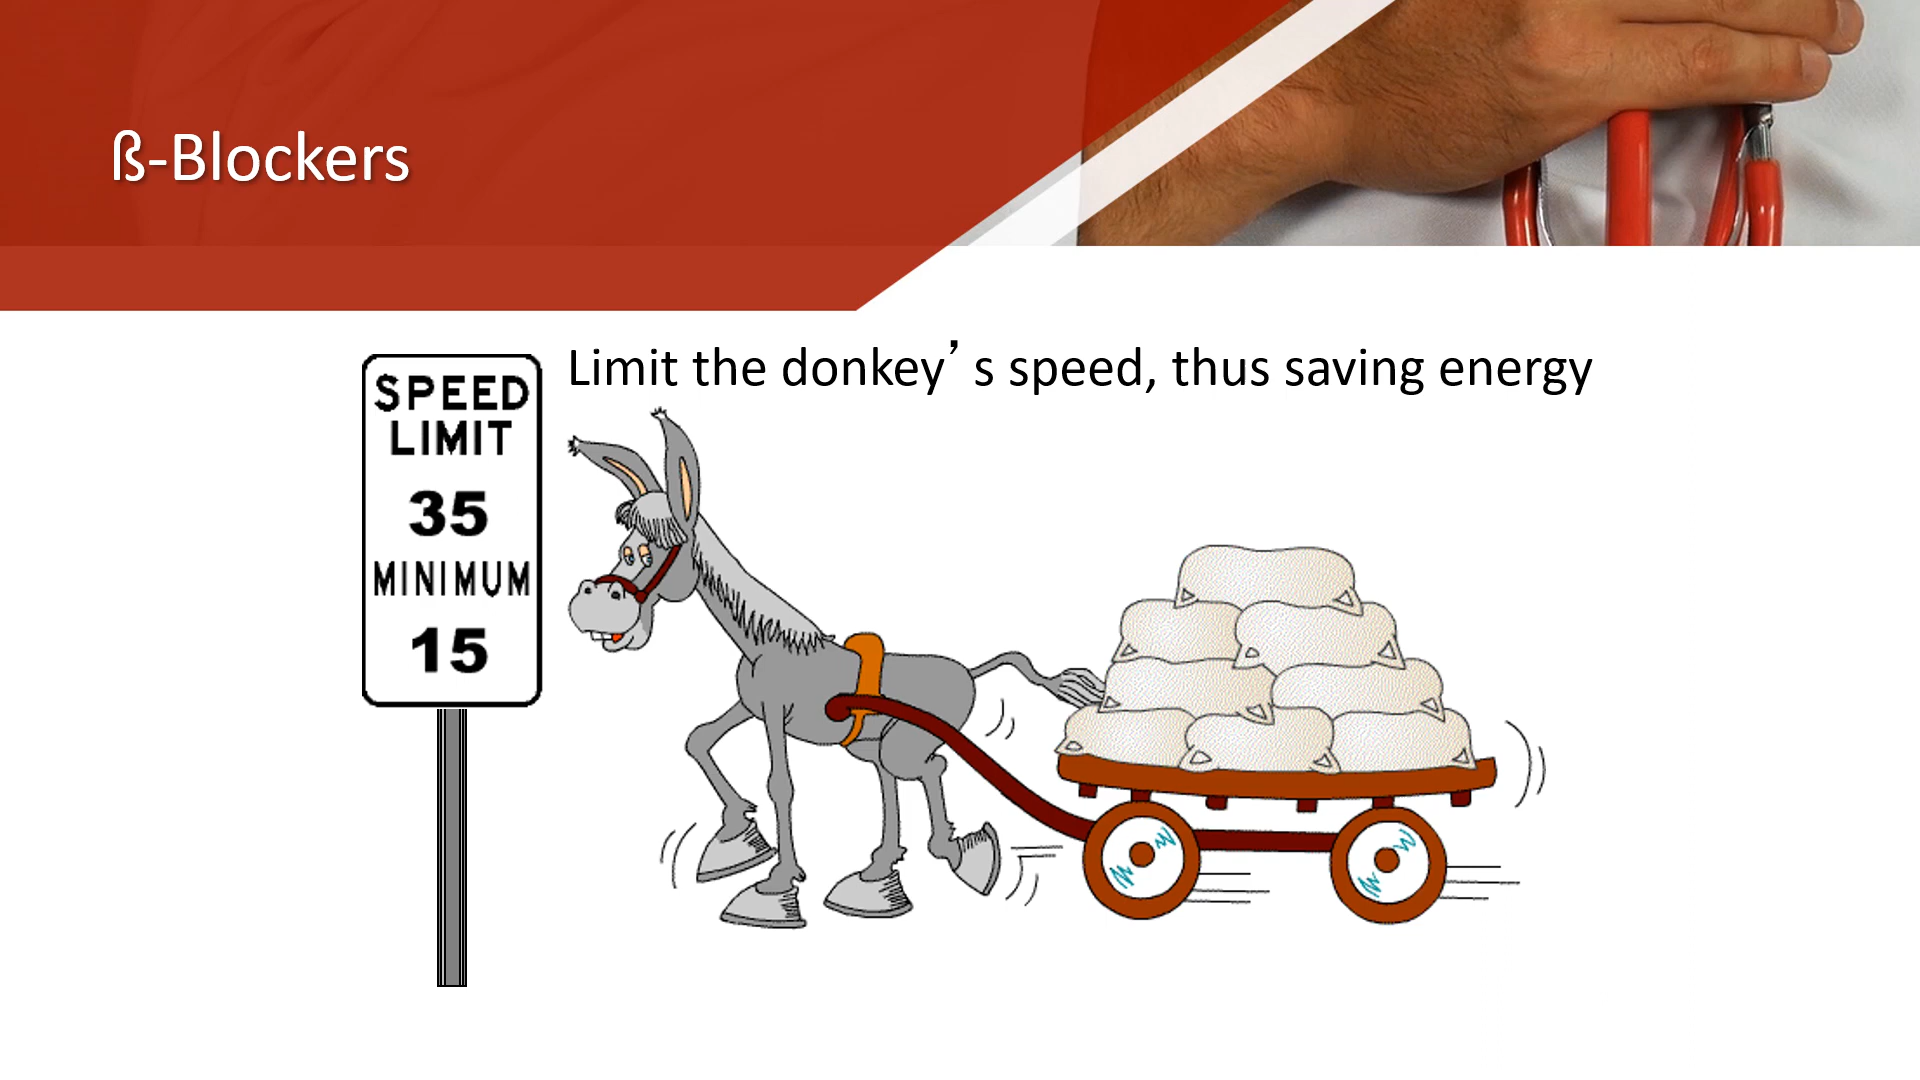 ß-Blockers
Limit the donkey’s speed, thus saving energy
SPEED
LIMIT
35
MINIMUM
15